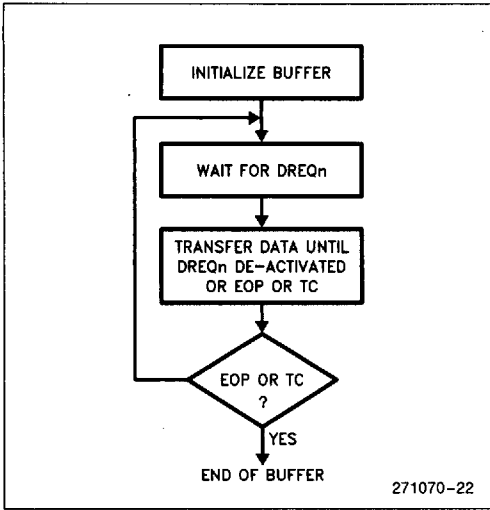 INITIALIZE BUFFER
WAIT FOR DREQn
TRANSFER DATA UNTIL
DREQn DE-ACTIVATED
OR EOP OR TC
EOP OR TC
?
YES
END OF BUFFER
271070-22